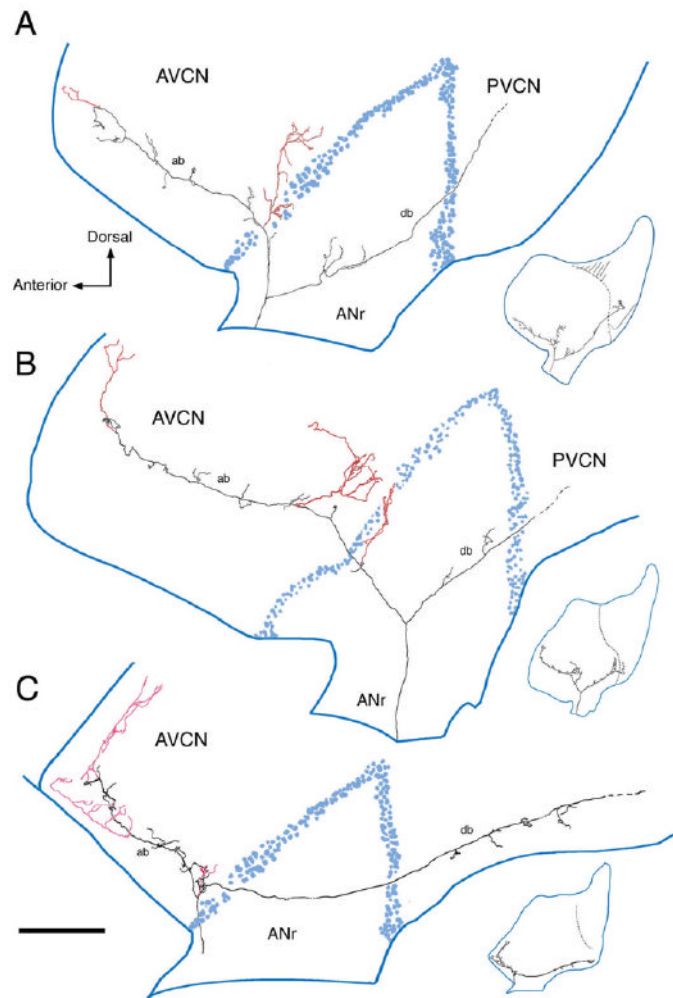 A
AVCN
PVCN
ab
db
Dorsal
Anterior
ANr
B
AVCN
PVCN
ab
db
ANr
C
AVCN
db
ab
ANr